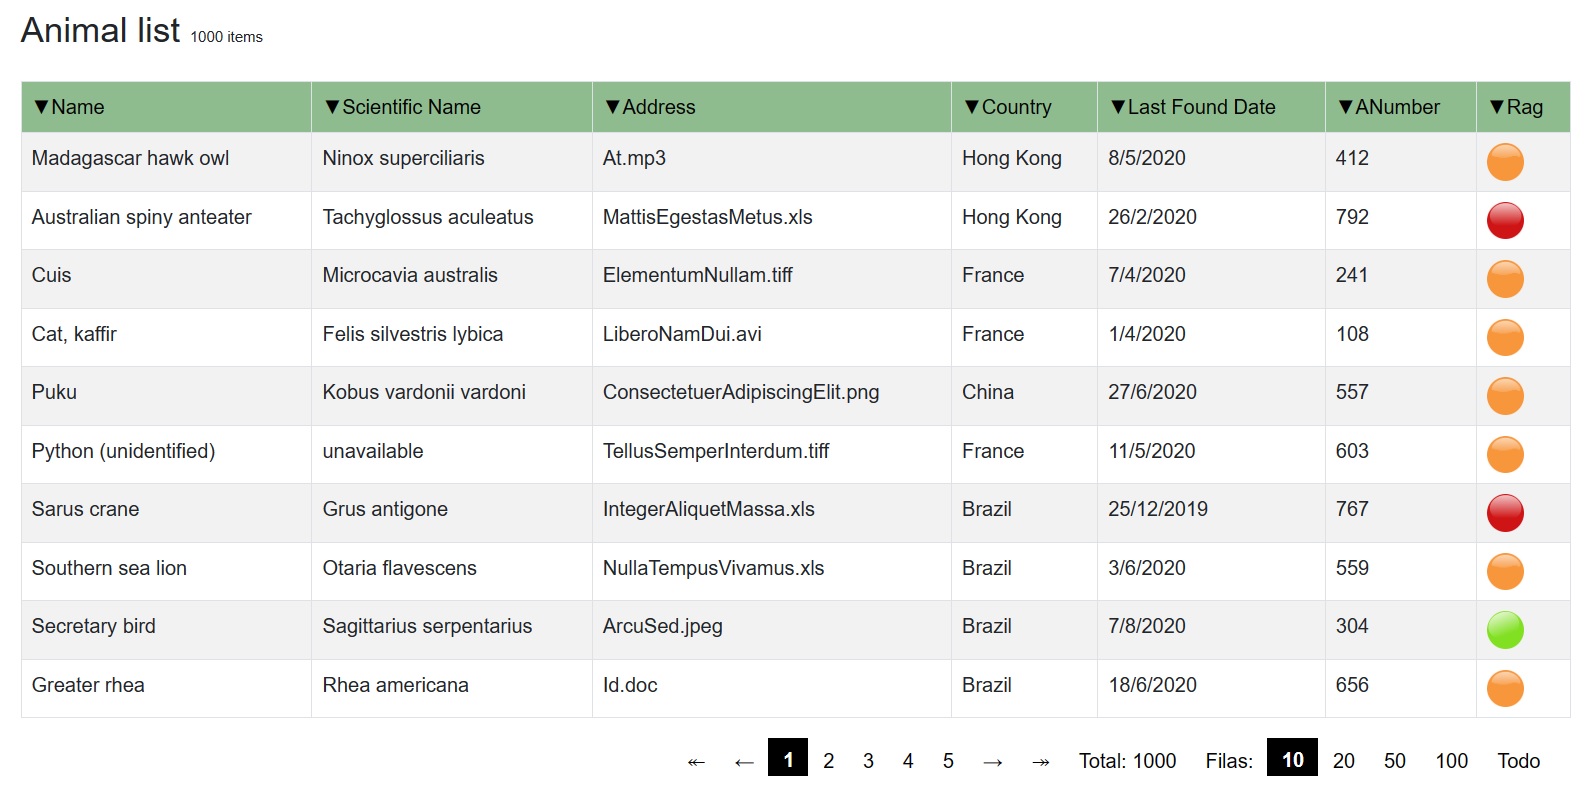 Animal list 1000 items
▼Name ▼Scientific Name ▼Address ▼Country ▼Last Found Date ▼ANumber ▼Rag
Madagascar hawk owl Ninox superciliaris At.mp3 Hong Kong 8/5/2020 412
Australian spiny anteater Tachyglossus aculeatus MattisEgestasMetus.xls Hong Kong 26/2/2020 792
Cuis Microcavia australis ElementumNullam.tiff France 7/4/2020 241
Cat, kaffir Felis silvestris lybica LiberoNamDui.avi France 1/4/2020 108
Puku Kobus vardonii vardoni ConsectetuerAdipiscingElit.png China 27/6/2020 557
Python (unidentified) unavailable TellusSemperInterdum.tiff France 11/5/2020 603
Sarus crane Grus antigone IntegerAliquetMassa.xls Brazil 25/12/2019 767
Southern sea lion Otaria flavescens NullaTempusVivamus.xls Brazil 3/6/2020 559
Secretary bird Sagittarius serpentarius ArcuSed.jpeg Brazil 7/8/2020 304
Greater rhea Rhea americana Id.doc Brazil 18/6/2020 656
↞ ← 1 2 3 4 5 → ↠ Total: 1000 Filas: 10 20 50 100 Todo